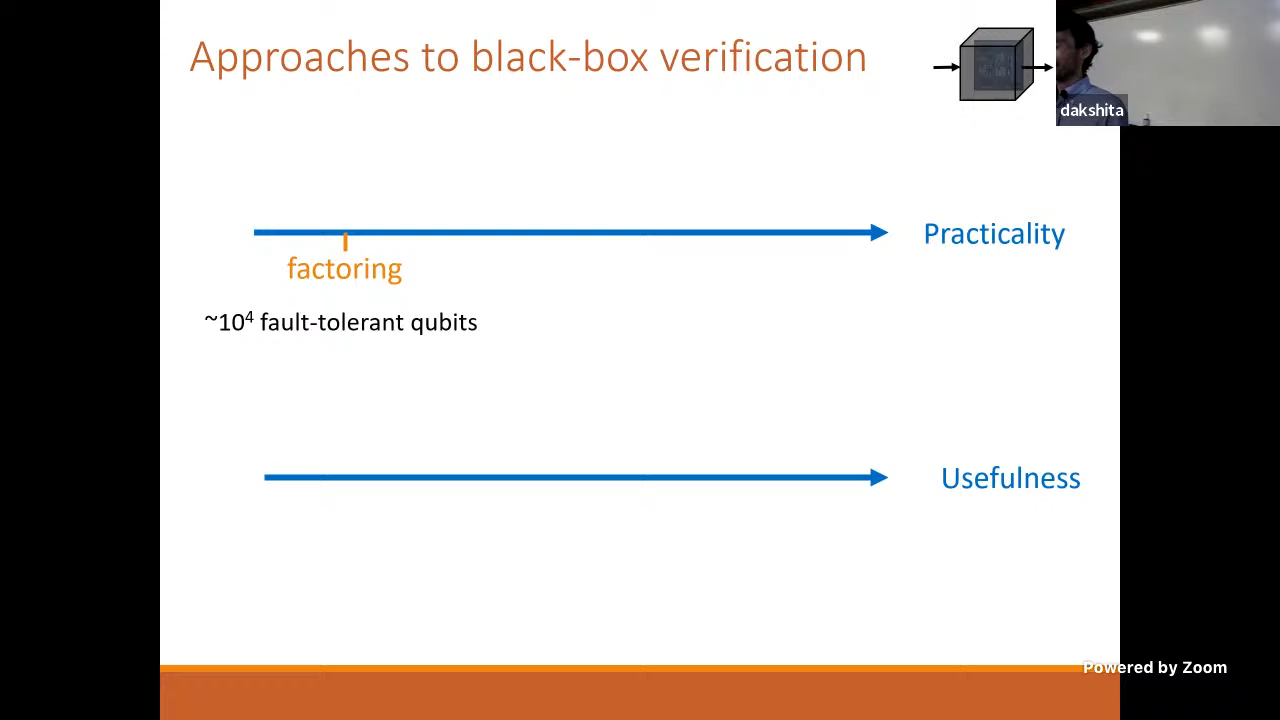 Approaches to black-box verification
dakshita
Practicality
factoring
~10⁴ fault-tolerant qubits
Usefulness
Powered by Zoom